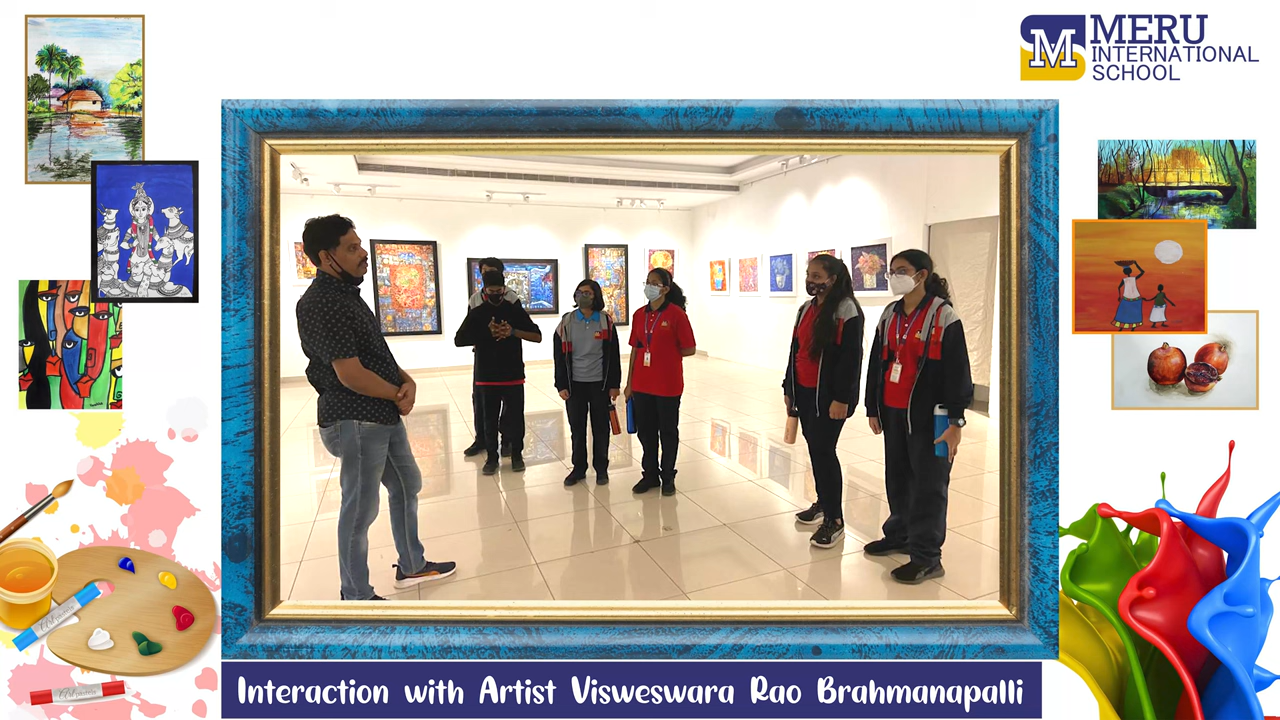 MERU
INTERNATIONAL
SCHOOL
Interaction with Artist Visweswara Rao Brahmanapalli